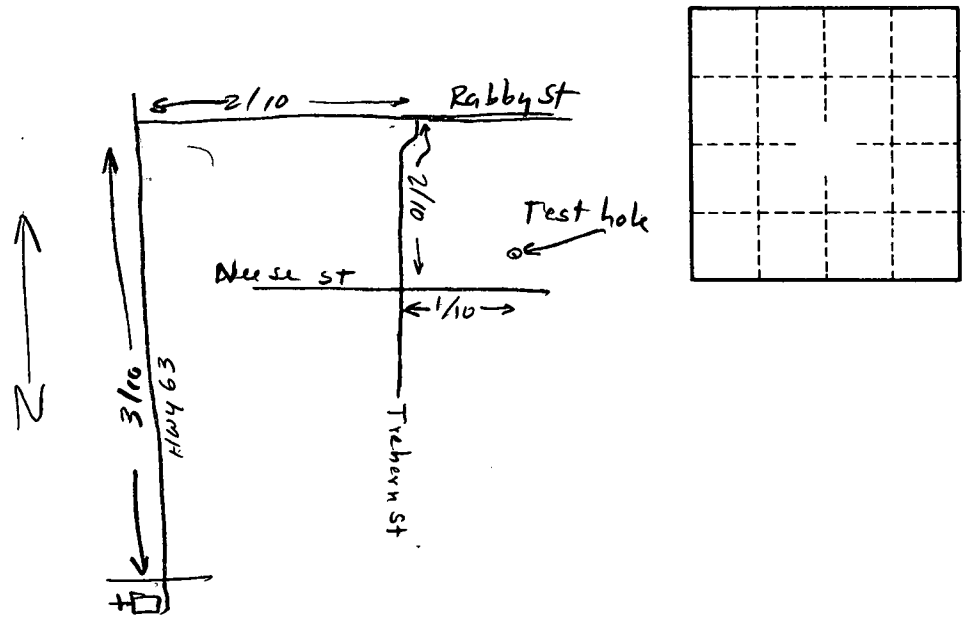 2/10
Rabby St
2/10
Test hole
Neese st
1/10
3/10
HWY 63
Trehern St
N